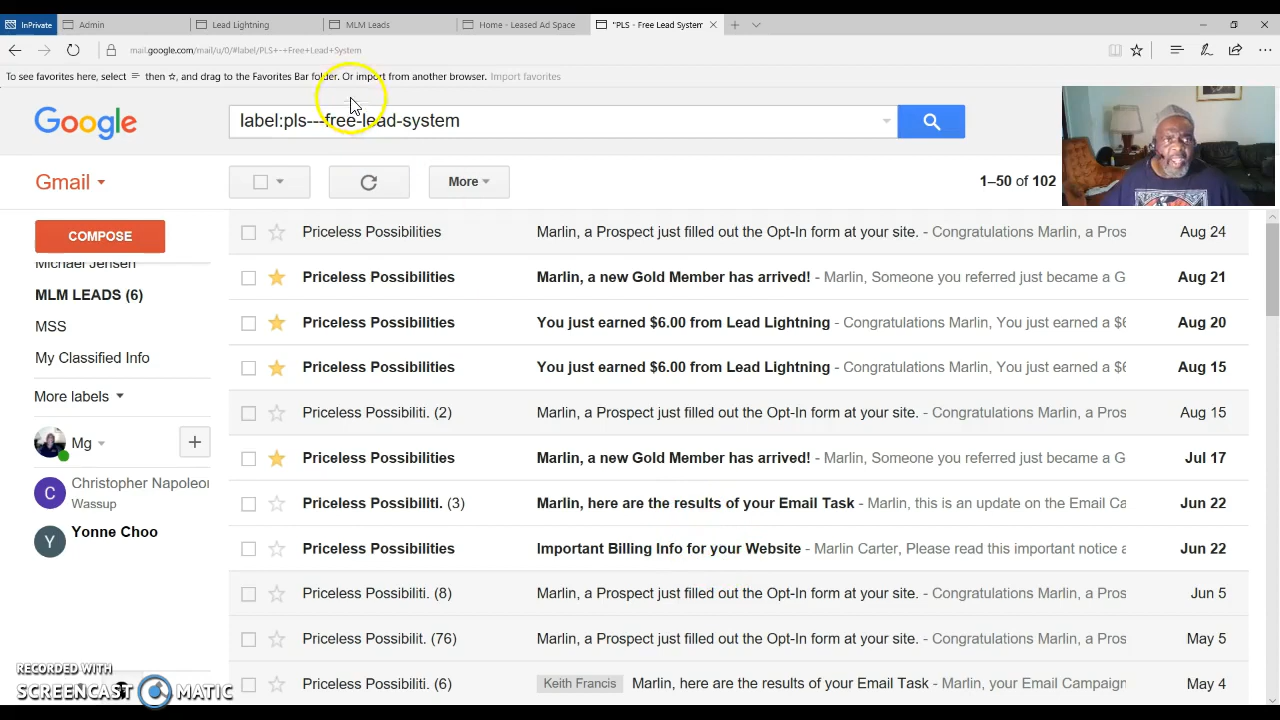 InPrivate Admin Lead Lightning MLM Leads Home - Leased Ad Space "PLS - Free Lead System"
mail.google.com/mail/u/0/#label/PLS+-+Free+Lead+System
To see favorites here, select then ☆, and drag to the Favorites Bar folder. Or import from another browser. Import favorites
Google label:pls---free-lead-system
Gmail More 1–50 of 102
COMPOSE
Michael Jensen
MLM LEADS (6)
MSS
My Classified Info
More labels
Mg
C Christopher Napoleon
Wassup
Y Yonne Choo
Priceless Possibilities Marlin, a Prospect just filled out the Opt-In form at your site. - Congratulations Marlin, a Pros Aug 24
Priceless Possibilities Marlin, a new Gold Member has arrived! - Marlin, Someone you referred just became a G Aug 21
Priceless Possibilities You just earned $6.00 from Lead Lightning - Congratulations Marlin, You just earned a $6 Aug 20
Priceless Possibilities You just earned $6.00 from Lead Lightning - Congratulations Marlin, You just earned a $6 Aug 15
Priceless Possibiliti. (2) Marlin, a Prospect just filled out the Opt-In form at your site. - Congratulations Marlin, a Pros Aug 15
Priceless Possibilities Marlin, a new Gold Member has arrived! - Marlin, Someone you referred just became a G Jul 17
Priceless Possibiliti. (3) Marlin, here are the results of your Email Task - Marlin, this is an update on the Email Ca Jun 22
Priceless Possibilities Important Billing Info for your Website - Marlin Carter, Please read this important notice a Jun 22
Priceless Possibiliti. (8) Marlin, a Prospect just filled out the Opt-In form at your site. - Congratulations Marlin, a Pros Jun 5
Priceless Possibilit. (76) Marlin, a Prospect just filled out the Opt-In form at your site. - Congratulations Marlin, a Pros May 5
Priceless Possibiliti. (6) Keith Francis Marlin, here are the results of your Email Task - Marlin, your Email Campaign May 4
RECORDED WITH
SCREENCAST MATIC